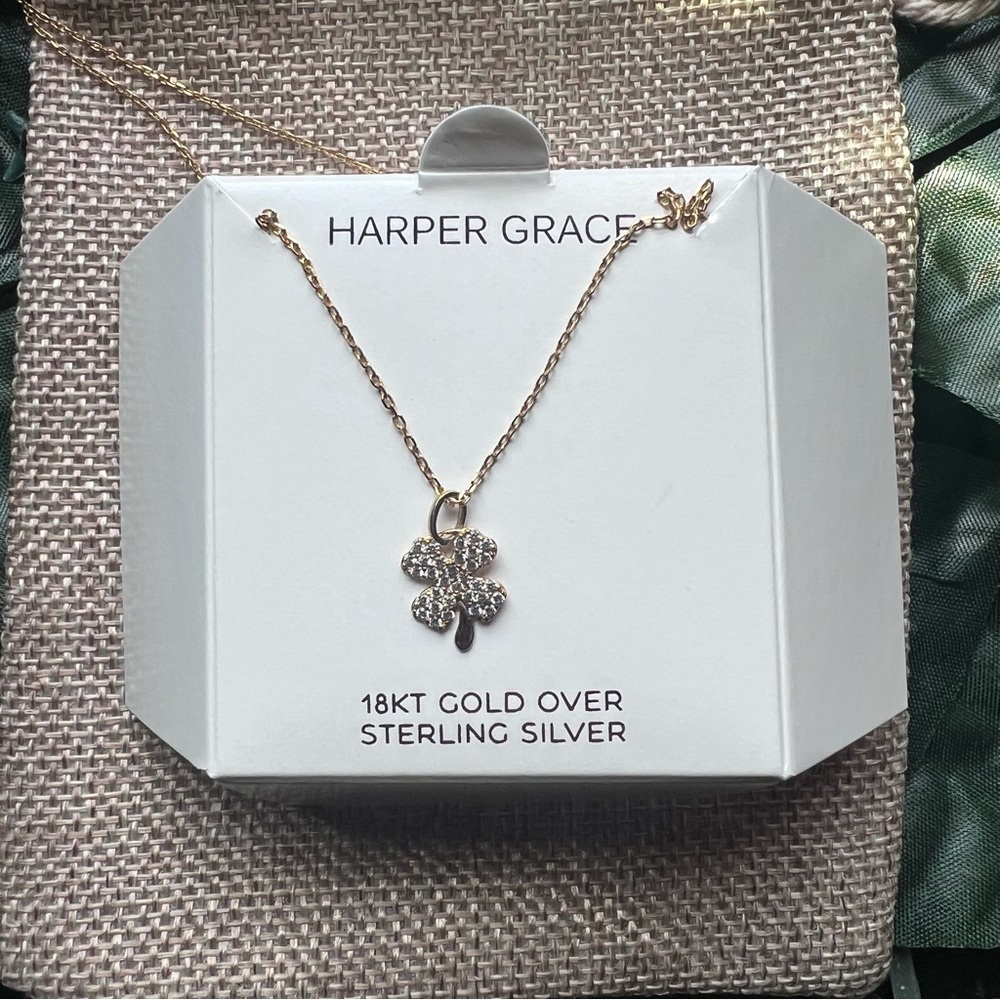 HARPER GRACE
18KT GOLD OVER
STERLING SILVER